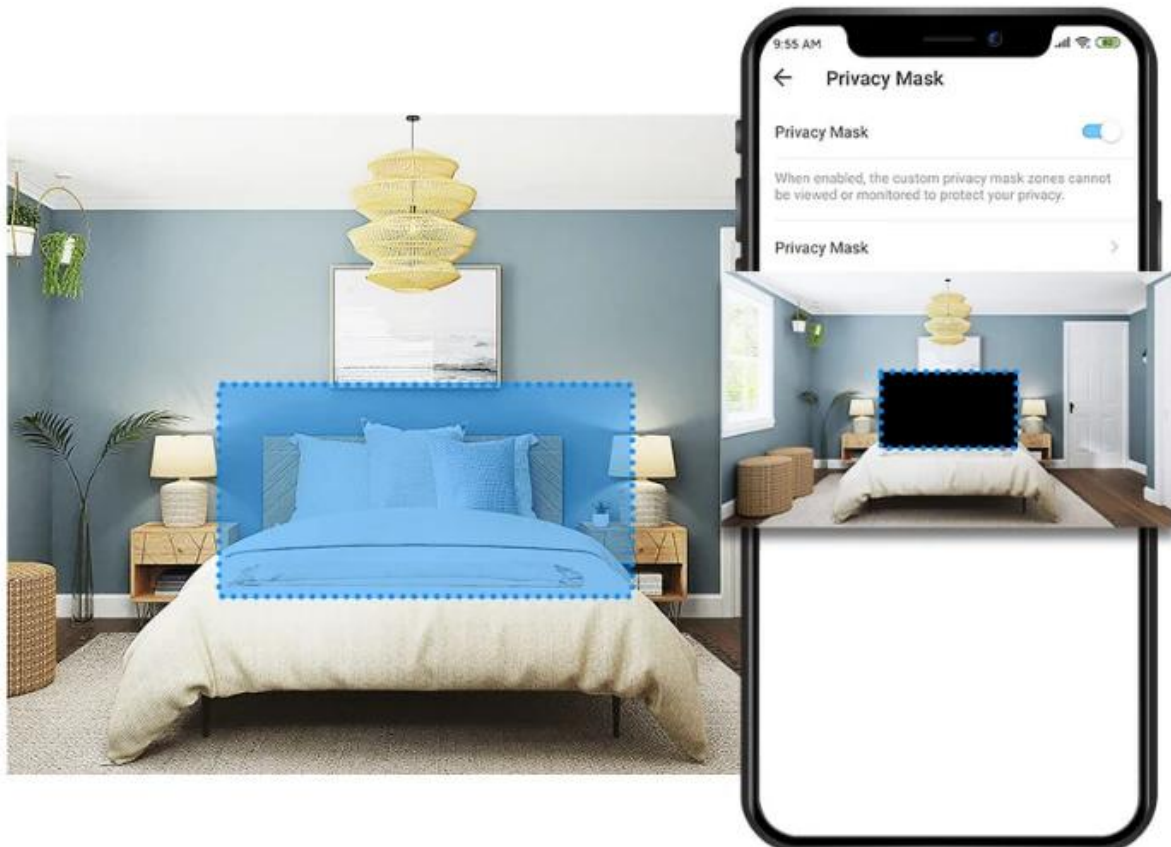 9:55 AM
Privacy Mask
Privacy Mask
When enabled, the custom privacy mask zones cannot
be viewed or monitored to protect your privacy.
Privacy Mask